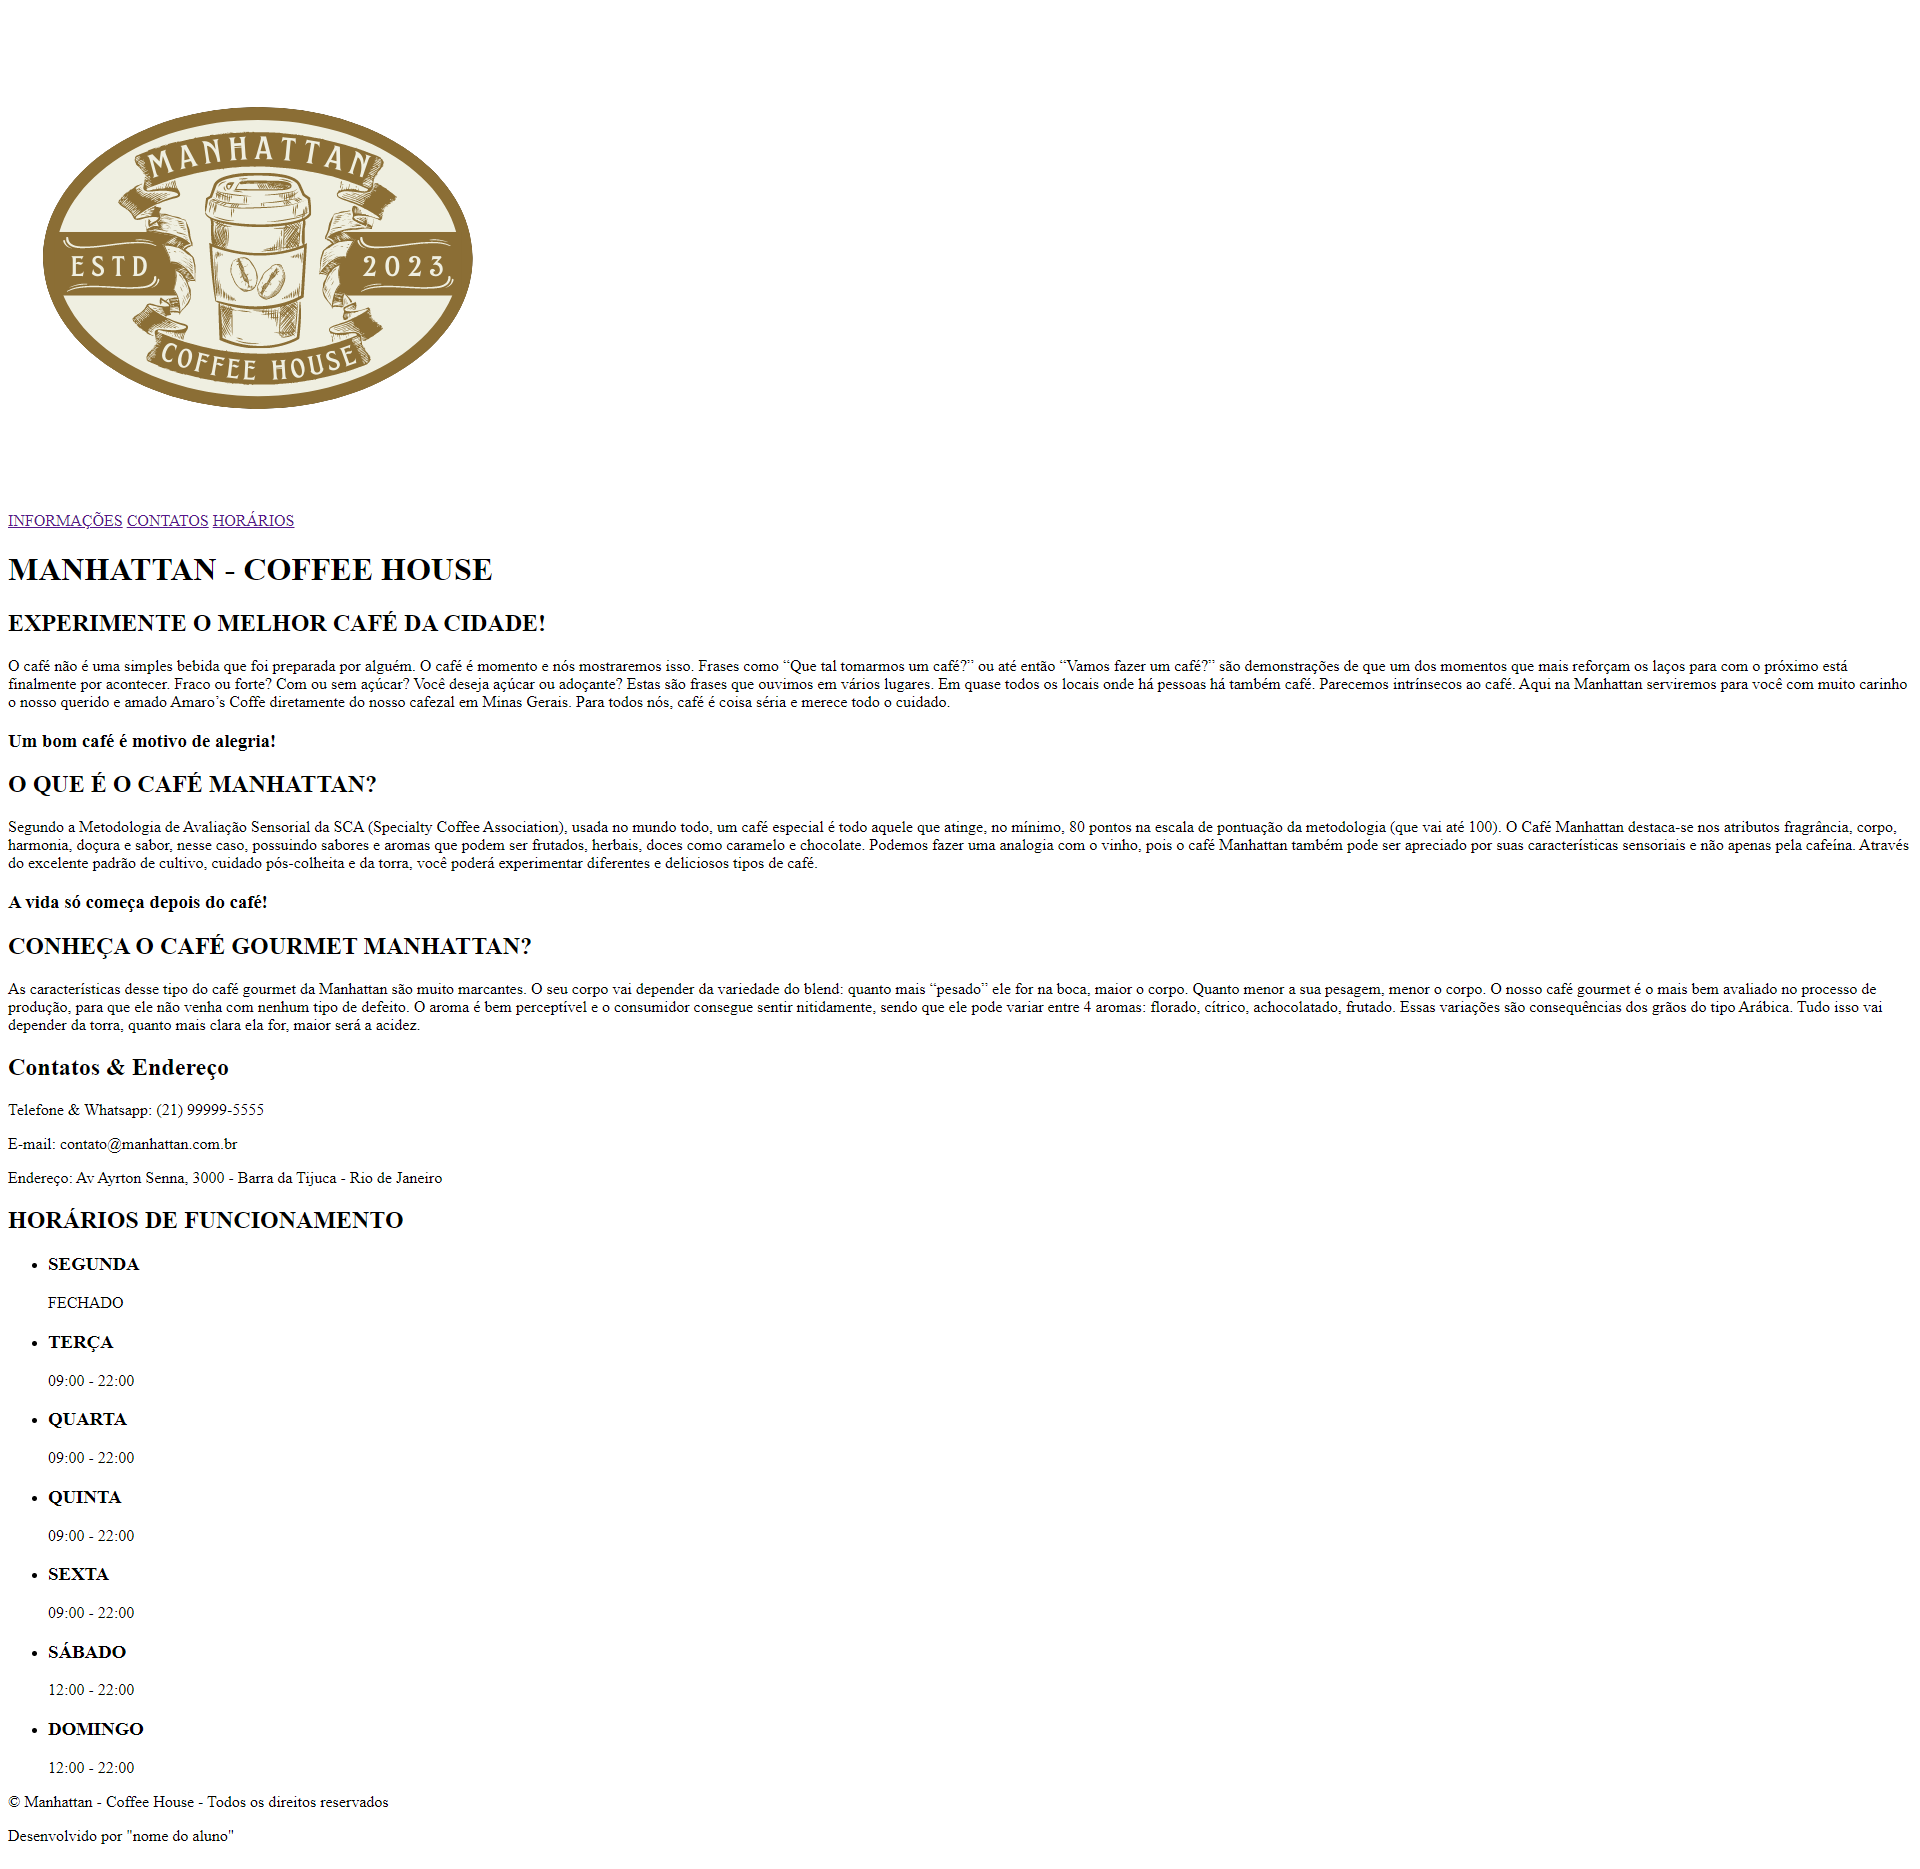 MANHATTAN
ESTD
2023
COFFEE HOUSE
INFORMAÇÕES CONTATOS HORÁRIOS
MANHATTAN - COFFEE HOUSE
EXPERIMENTE O MELHOR CAFÉ DA CIDADE!
O café não é uma simples bebida que foi preparada por alguém. O café é momento e nós mostraremos isso. Frases como “Que tal tomarmos um café?” ou até então “Vamos fazer um café?” são demonstrações de que um dos momentos que mais reforçam os laços para com o próximo está
finalmente por acontecer. Fraco ou forte? Com ou sem açúcar? Você deseja açúcar ou adoçante? Estas são frases que ouvimos em vários lugares. Em quase todos os locais onde há pessoas há também café. Parecemos intrínsecos ao café. Aqui na Manhattan serviremos para você com muito carinho
o nosso querido e amado Amaro’s Coffe diretamente do nosso cafezal em Minas Gerais. Para todos nós, café é coisa séria e merece todo o cuidado.
Um bom café é motivo de alegria!
O QUE É O CAFÉ MANHATTAN?
Segundo a Metodologia de Avaliação Sensorial da SCA (Specialty Coffee Association), usada no mundo todo, um café especial é todo aquele que atinge, no mínimo, 80 pontos na escala de pontuação da metodologia (que vai até 100). O Café Manhattan destaca-se nos atributos fragrância, corpo,
harmonia, doçura e sabor, nesse caso, possuindo sabores e aromas que podem ser frutados, herbais, doces como caramelo e chocolate. Podemos fazer uma analogia com o vinho, pois o café Manhattan também pode ser apreciado por suas características sensoriais e não apenas pela cafeína. Através
do excelente padrão de cultivo, cuidado pós-colheita e da torra, você poderá experimentar diferentes e deliciosos tipos de café.
A vida só começa depois do café!
CONHEÇA O CAFÉ GOURMET MANHATTAN?
As características desse tipo do café gourmet da Manhattan são muito marcantes. O seu corpo vai depender da variedade do blend: quanto mais “pesado” ele for na boca, maior o corpo. Quanto menor a sua pesagem, menor o corpo. O nosso café gourmet é o mais bem avaliado no processo de
produção, para que ele não venha com nenhum tipo de defeito. O aroma é bem perceptível e o consumidor consegue sentir nitidamente, sendo que ele pode variar entre 4 aromas: florado, cítrico, achocolatado, frutado. Essas variações são consequências dos grãos do tipo Arábica. Tudo isso vai
depender da torra, quanto mais clara ela for, maior será a acidez.
Contatos & Endereço
Telefone & Whatsapp: (21) 99999-5555
E-mail: contato@manhattan.com.br
Endereço: Av Ayrton Senna, 3000 - Barra da Tijuca - Rio de Janeiro
HORÁRIOS DE FUNCIONAMENTO
• SEGUNDA
FECHADO
• TERÇA
09:00 - 22:00
• QUARTA
09:00 - 22:00
• QUINTA
09:00 - 22:00
• SEXTA
09:00 - 22:00
• SÁBADO
12:00 - 22:00
• DOMINGO
12:00 - 22:00
© Manhattan - Coffee House - Todos os direitos reservados
Desenvolvido por "nome do aluno"